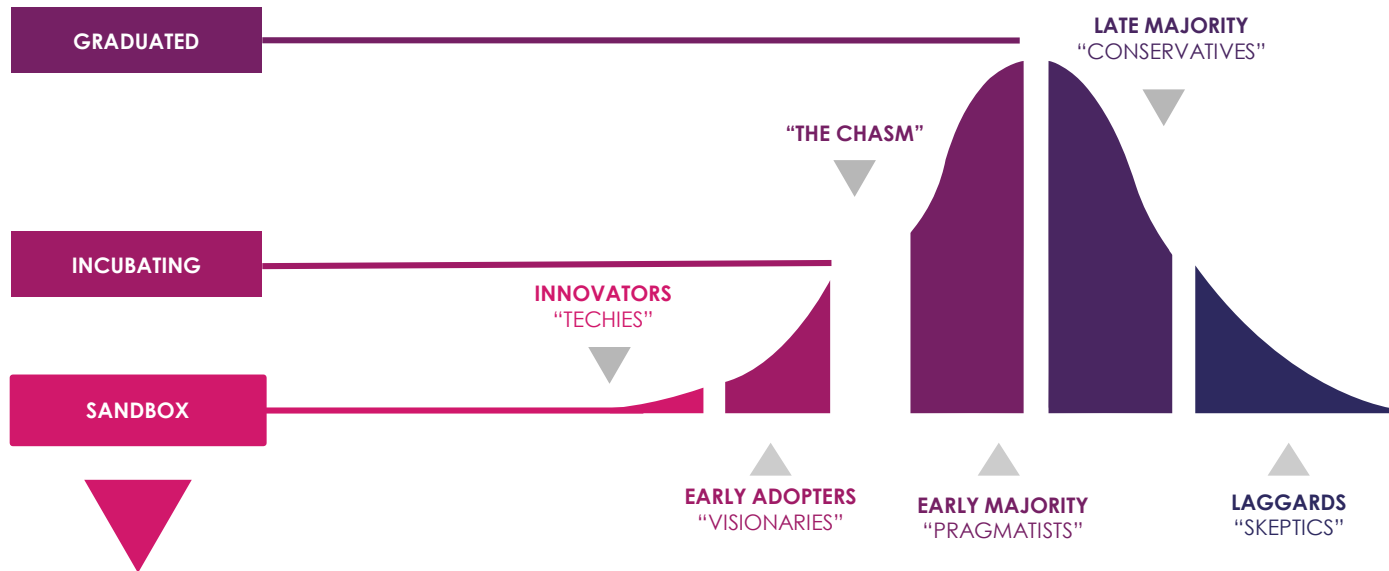 GRADUATED
LATE MAJORITY
“CONSERVATIVES”
“THE CHASM”
INCUBATING
INNOVATORS
“TECHIES”
SANDBOX
EARLY ADOPTERS
“VISIONARIES”
EARLY MAJORITY
“PRAGMATISTS”
LAGGARDS
“SKEPTICS”